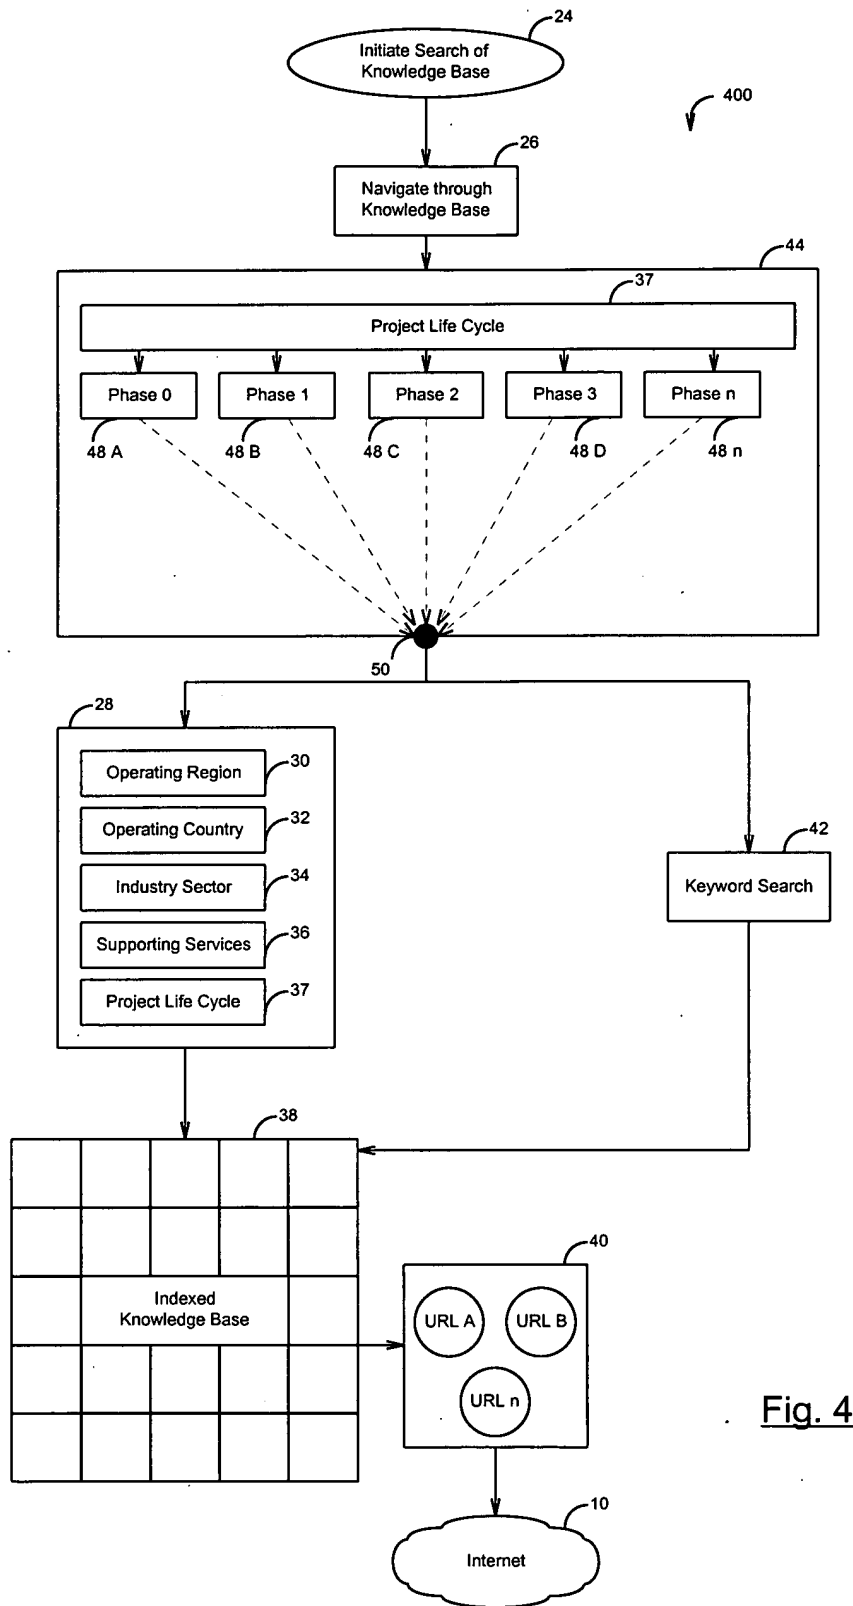 24
Initiate Search of
Knowledge Base
400
26
Navigate through
Knowledge Base
44
37
Project Life Cycle
Phase 0
Phase 1
Phase 2
Phase 3
Phase n
48 A
48 B
48 C
48 D
48 n
50
28
Operating Region
30
Operating Country
32
Industry Sector
34
Supporting Services
36
Project Life Cycle
37
42
Keyword Search
38
Indexed
Knowledge Base
40
URL A
URL B
URL n
Fig. 4
10
Internet